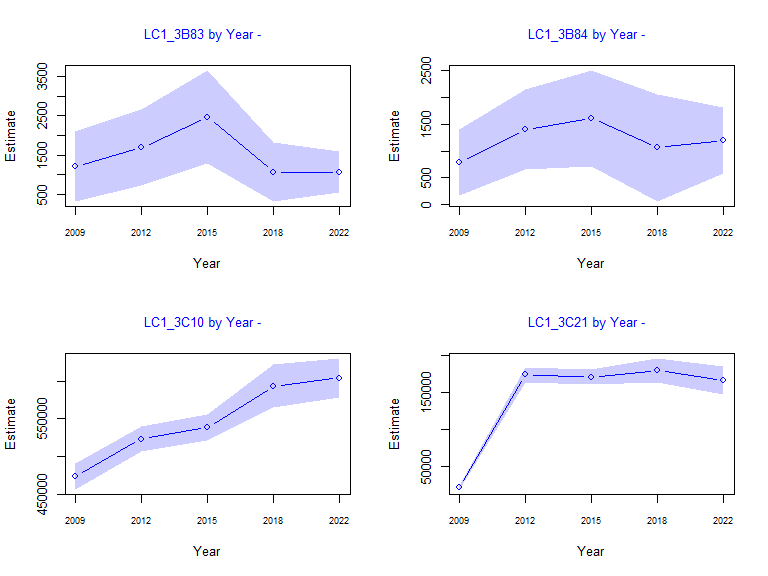 LC1_3B83 by Year -
Estimate
500
1500
2500
3500
2009
2012
2015
2018
2022
Year
LC1_3B84 by Year -
Estimate
0
500
1500
2500
2009
2012
2015
2018
2022
Year
LC1_3C10 by Year -
Estimate
450000
550000
2009
2012
2015
2018
2022
Year
LC1_3C21 by Year -
Estimate
50000
150000
2009
2012
2015
2018
2022
Year